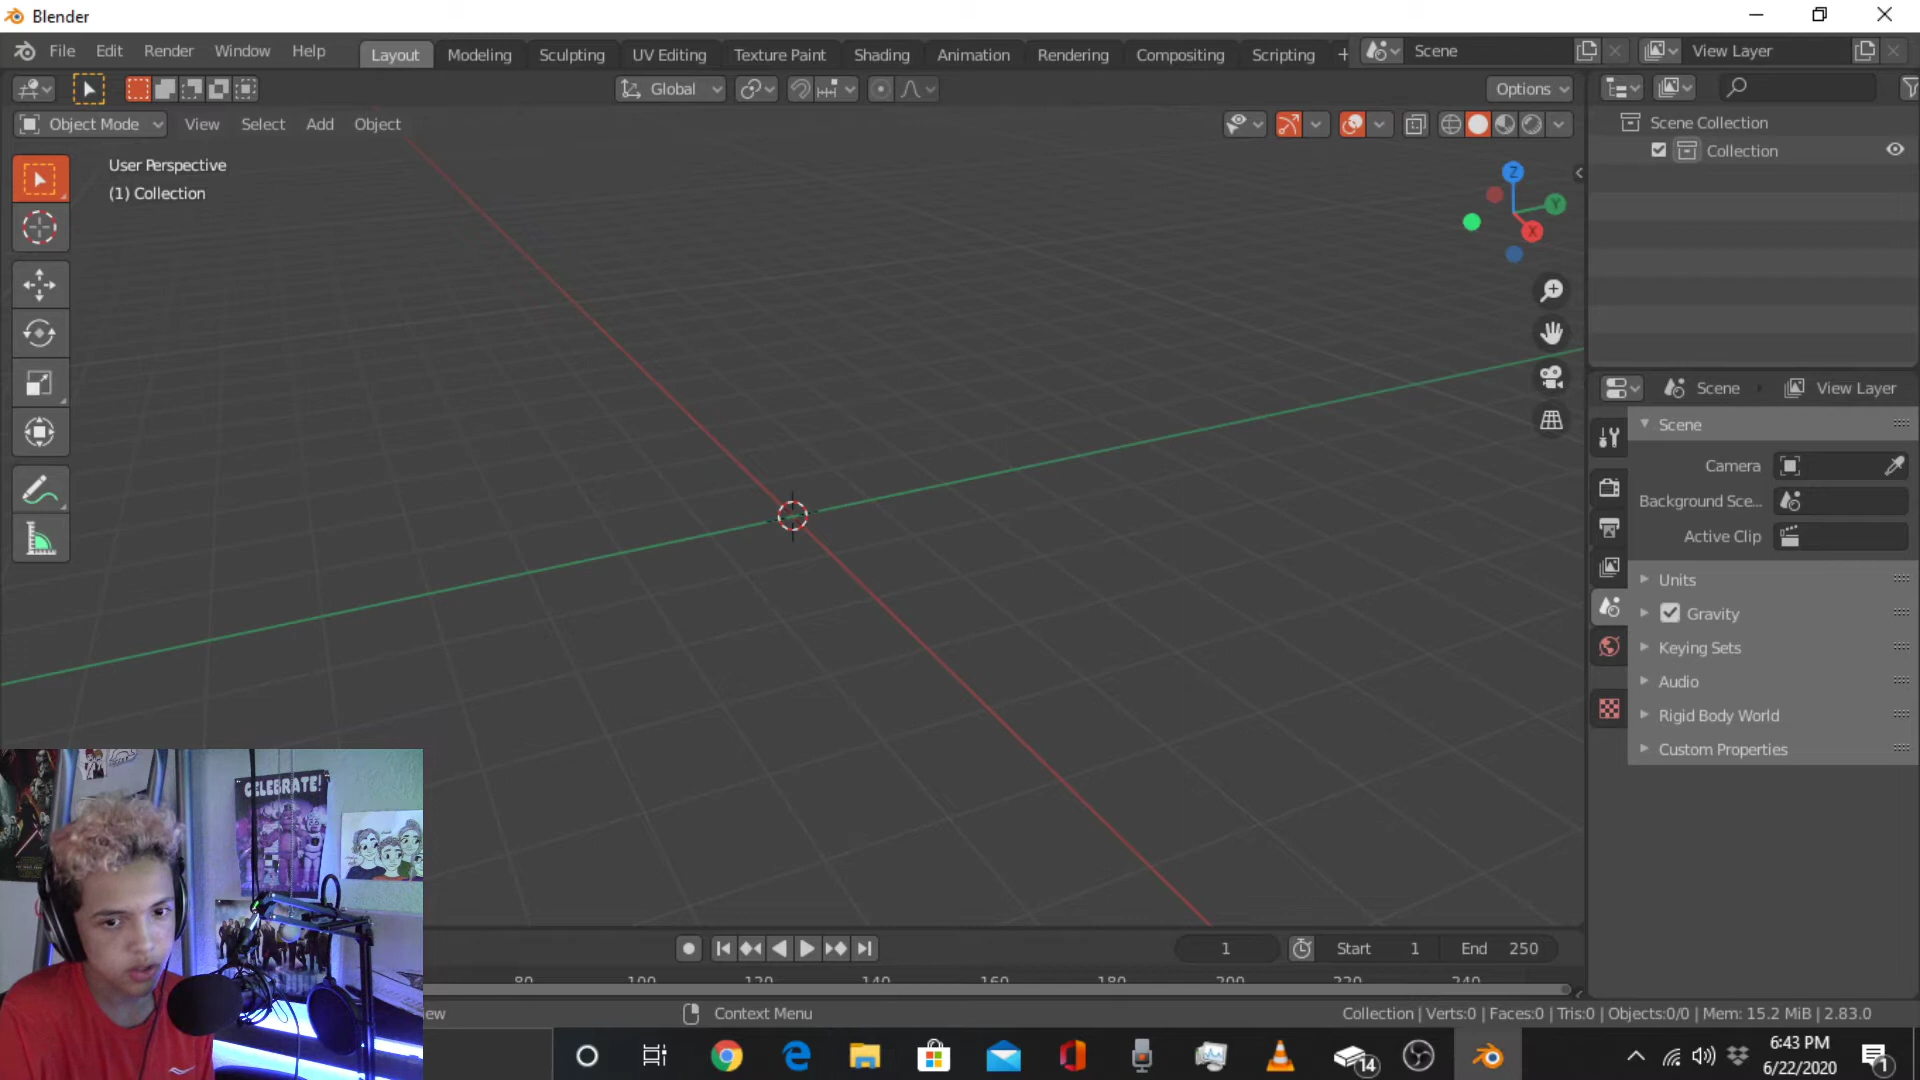 Blender
File Edit Render Window Help Layout Modeling Sculpting UV Editing Texture Paint Shading Animation Rendering Compositing Scripting + Scene View Layer
Global Options
Object Mode View Select Add Object
Scene Collection
Collection
User Perspective
(1) Collection
Z
Y
X
Scene View Layer
Scene
Camera
Background Sce...
Active Clip
Units
Gravity
Keying Sets
Audio
Rigid Body World
Custom Properties
CELEBRATE!
1 Start 1 End 250
80 100 120 140 160 180 200 220 240
ew Context Menu Collection | Verts:0 | Faces:0 | Tris:0 | Objects:0/0 | Mem: 15.2 MiB | 2.83.0
14
6:43 PM
6/22/2020
1